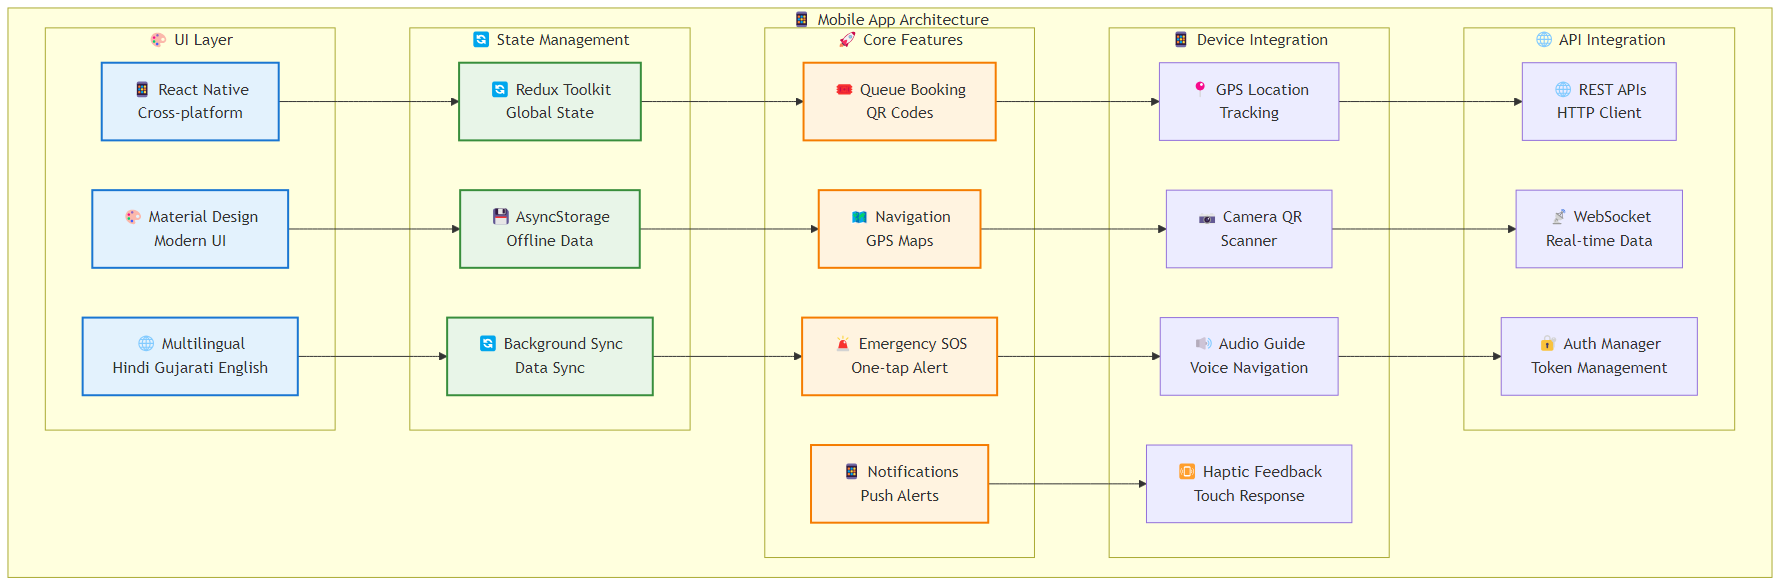 Mobile App Architecture
UI Layer
React Native
Cross-platform
Material Design
Modern UI
Multilingual
Hindi Gujarati English
State Management
Redux Toolkit
Global State
AsyncStorage
Offline Data
Background Sync
Data Sync
Core Features
Queue Booking
QR Codes
Navigation
GPS Maps
Emergency SOS
One-tap Alert
Notifications
Push Alerts
Device Integration
GPS Location
Tracking
Camera QR
Scanner
Audio Guide
Voice Navigation
Haptic Feedback
Touch Response
API Integration
REST APIs
HTTP Client
WebSocket
Real-time Data
Auth Manager
Token Management